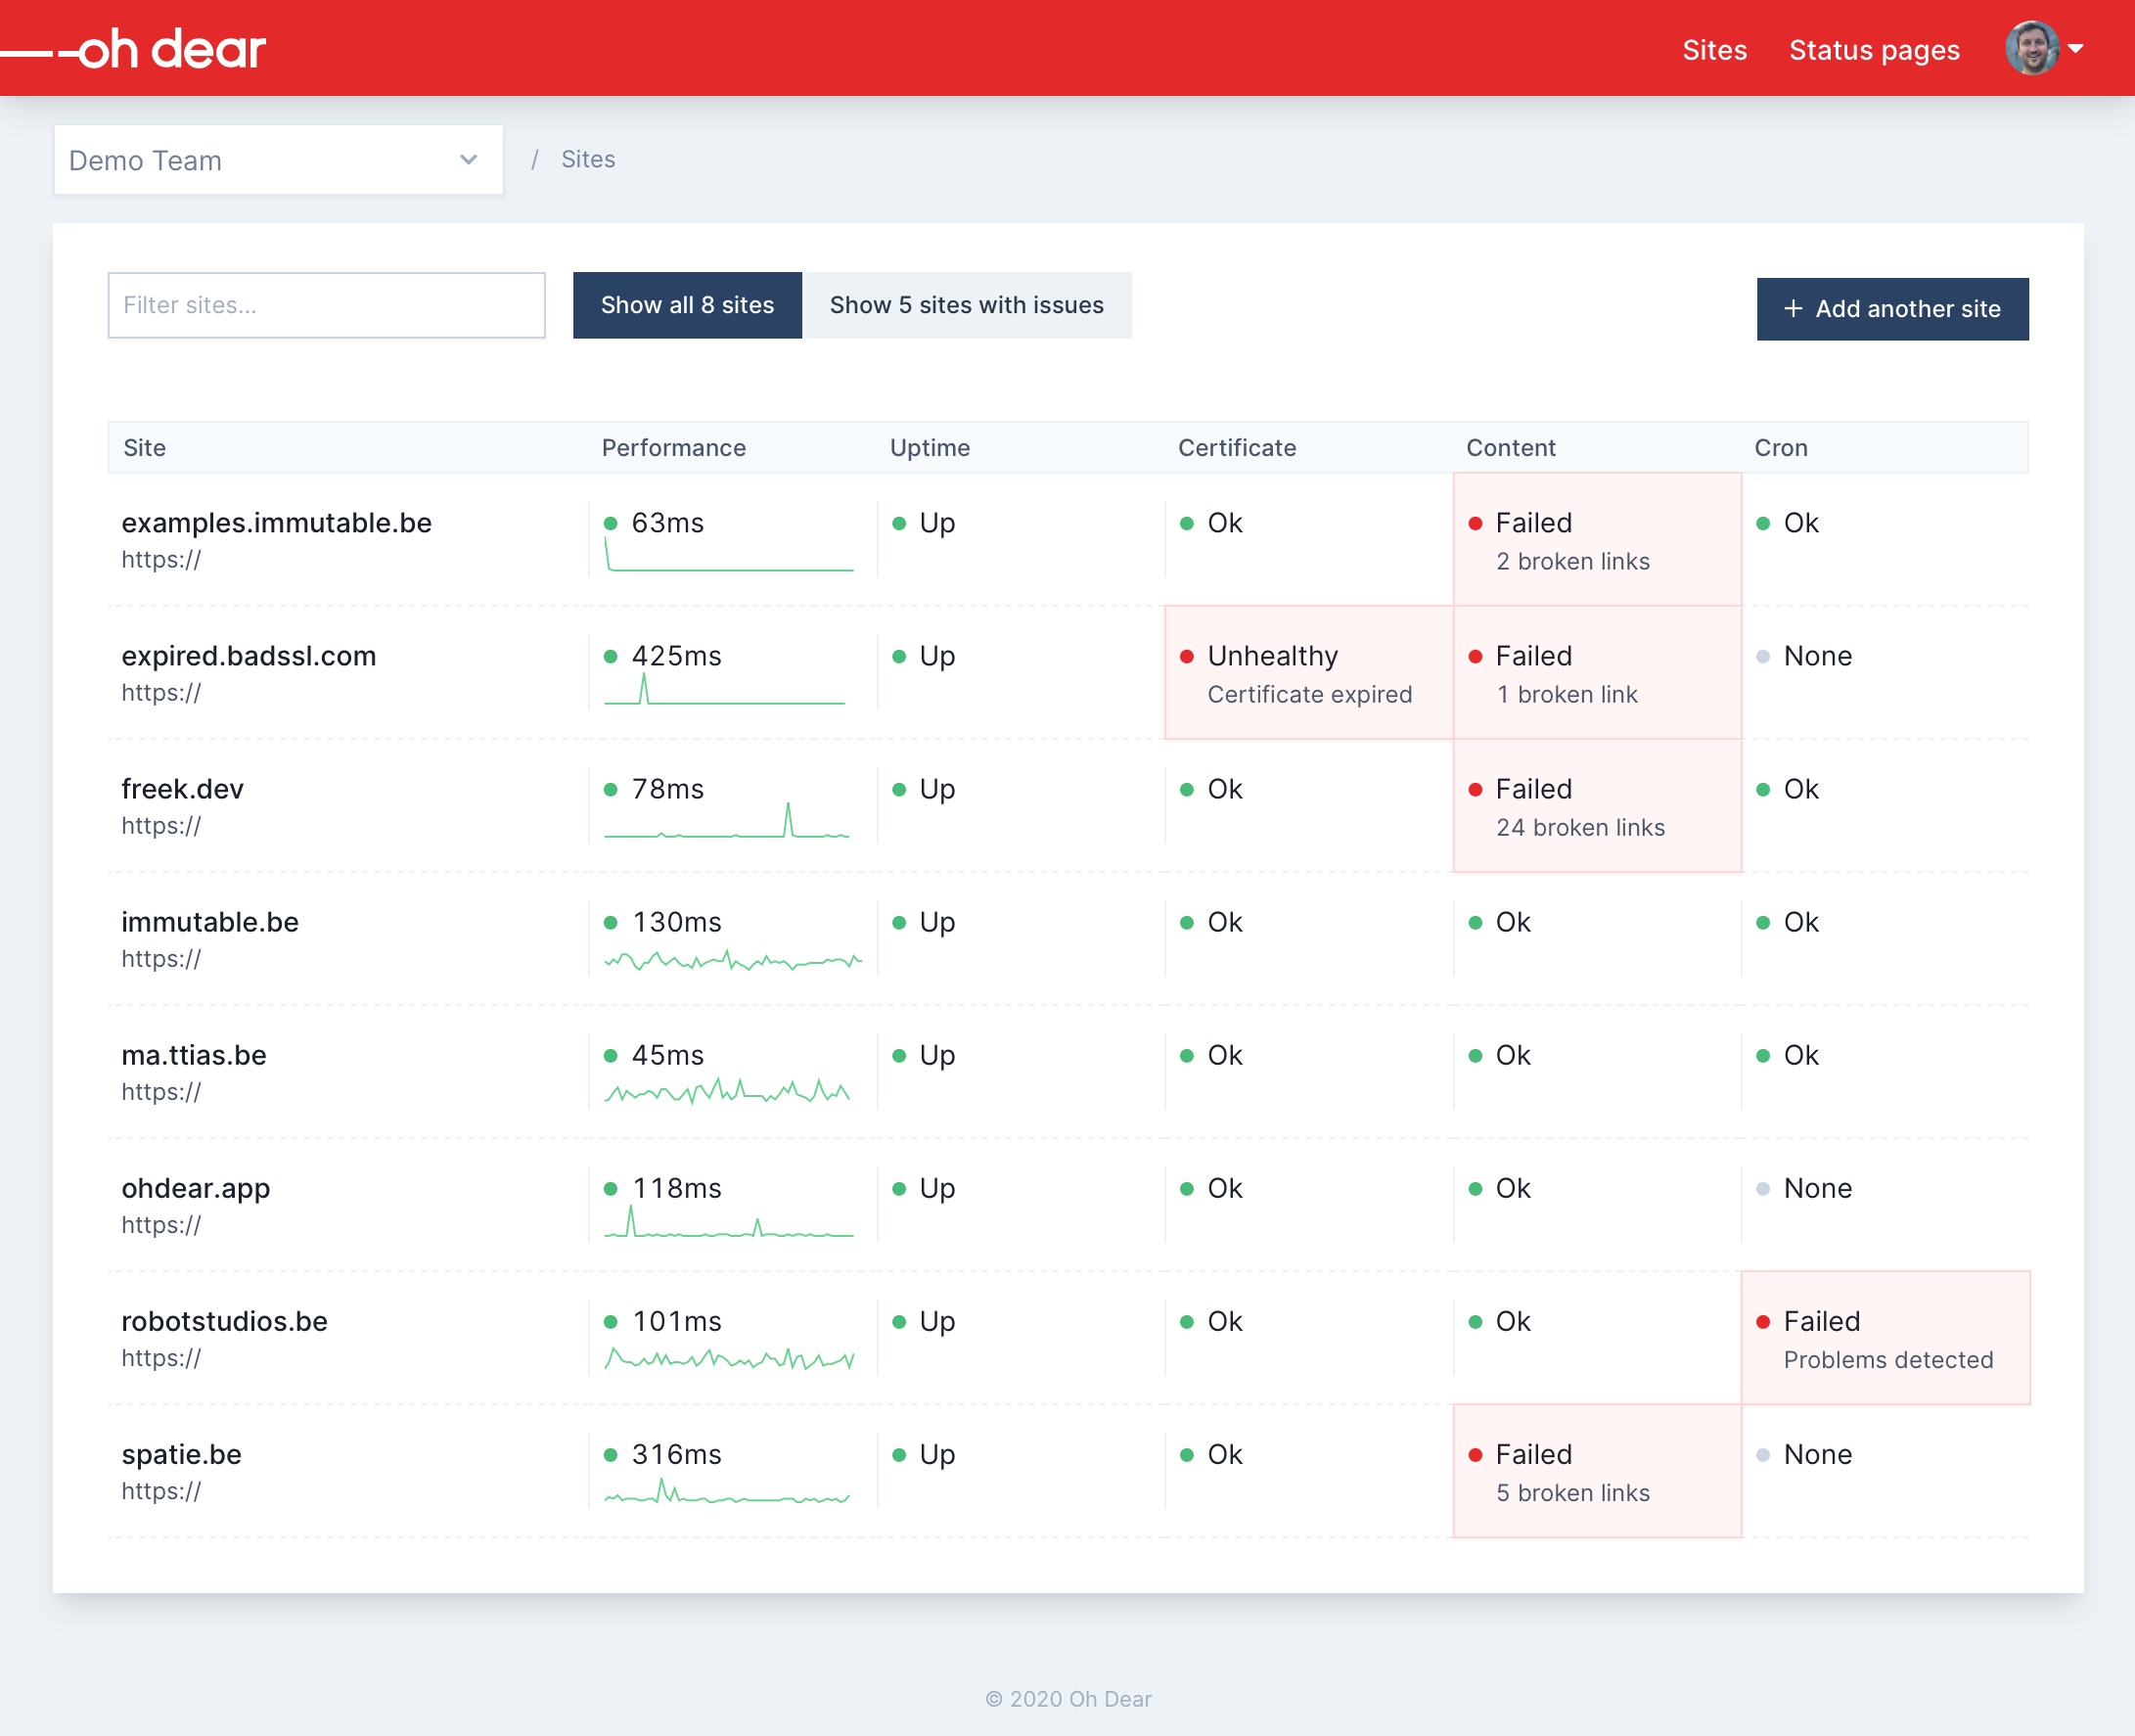 oh dear
Sites
Status pages
Demo Team
/ Sites
Filter sites...
Show all 8 sites
Show 5 sites with issues
+ Add another site
Site Performance Uptime Certificate Content Cron
examples.immutable.be 63ms Up Ok Failed Ok
https:// 2 broken links
expired.badssl.com 425ms Up Unhealthy Failed None
https:// Certificate expired 1 broken link
freek.dev 78ms Up Ok Failed Ok
https:// 24 broken links
immutable.be 130ms Up Ok Ok Ok
https://
ma.ttias.be 45ms Up Ok Ok Ok
https://
ohdear.app 118ms Up Ok Ok None
https://
robotstudios.be 101ms Up Ok Ok Failed
https:// Problems detected
spatie.be 316ms Up Ok Failed None
https:// 5 broken links
© 2020 Oh Dear